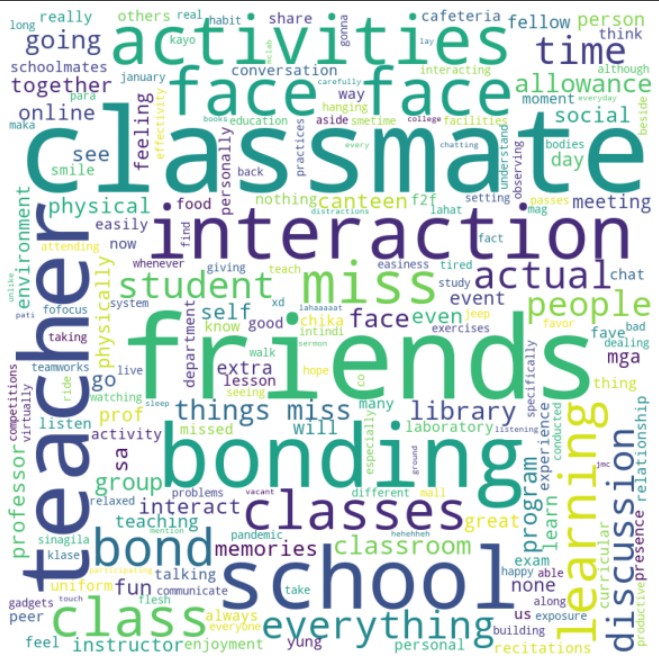 long
really
habit
others
real
kayo
activities
mclab
gonna
lay
share
cafeteria
fellow
person
think
going
schoolmates
together
january
para
conversation
face face
carefully
way
interacting
time
although
allowance
moment
everyday
online
maka
feeling
effectivity
hanging
books
education
aside
smetime
college
facilities
practices
every
chatting
understand
observing
social
bodies
day
beside
classmate
see
smile
personally
back
nothing
canteen
f2f
setting
passes
meeting
physical
food
distractions
lahat
mag
environment
easily
find
interaction
fact
attending
now
whenever
giving
teach
easiness
tired
actual
chat
unlike
teacher
student
miss
study
event
people
fofocus
system
physically
xd
lahaaaaat
self
chika
face
even
exercises
jeep
favor
fave
bad
pati
taking
department
know
good
intindi
friends
sermon
dealing
mga
teamworks
live
go
walk
extra
lesson
hope
co
specifically
thing
competitions
virtually
ride
watching
sleep
seeing
things miss
many
library
prof
listen
missed
will
laboratory
listening
conducted
experience
learning
relationship
activity
sa
bonding
especially
ground
professor
group
problems
vacant
different
mall
program
jmc
discussion
relaxed
interact
classes
great
learn
presence
teaching
mention
pandemic
hehehheh
sinagila
klase
bond
memories
classroom
exam
curricular
productive
participating
talking
school
happy
able
uniform
fun
communicate
take
none
gadgets
touch
flesh
along
peer
class
always
everyone
everything
us
exposure
building
feel
instructor
enjoyment
yung
personal
recitations